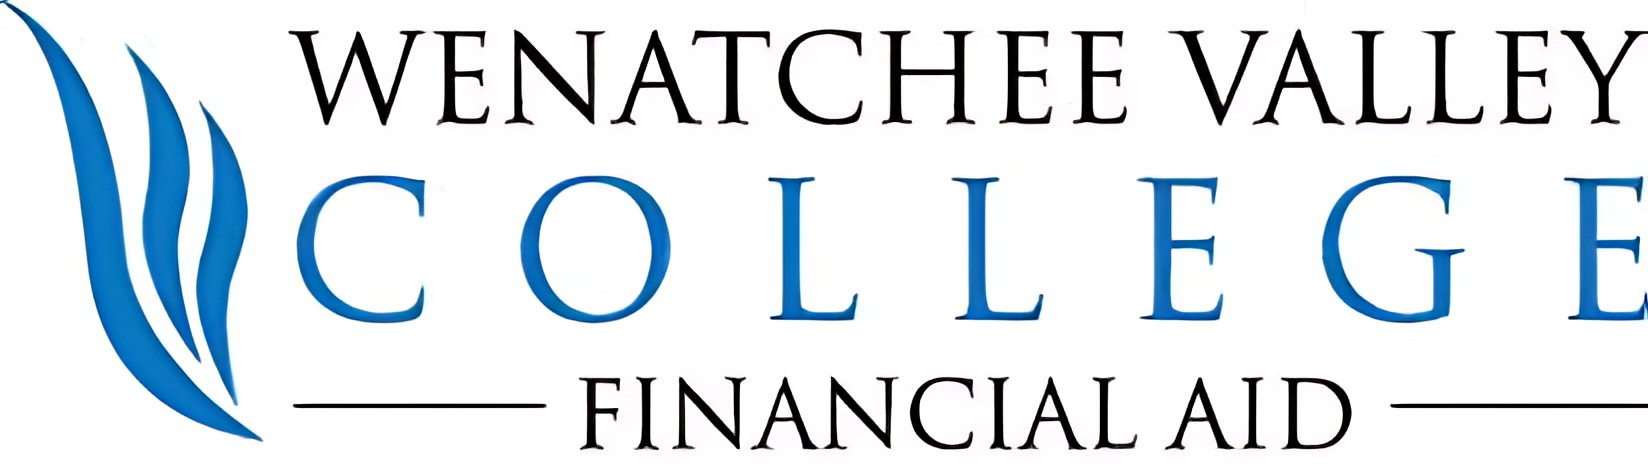 WENATCHEE VALLEY
COLLEGE
FINANCIAL AID